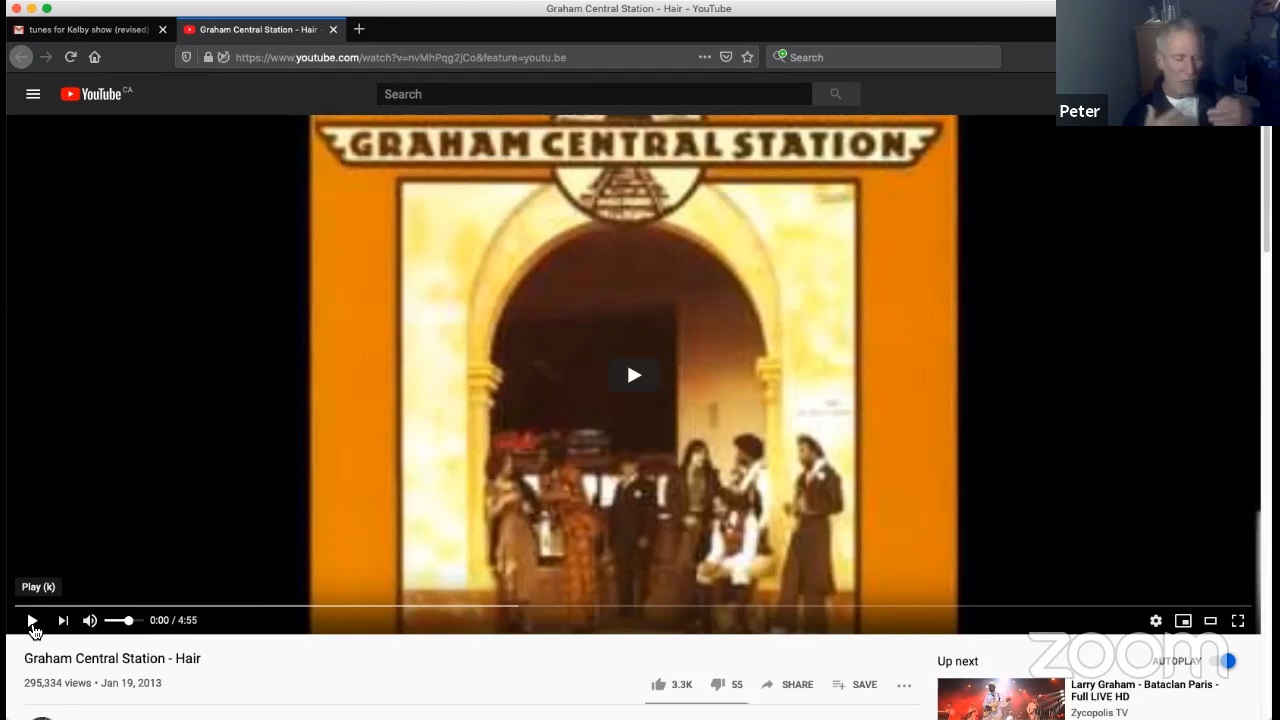 Graham Central Station - Hair - YouTube
tunes for Kelby show (revised)
Graham Central Station - Hair -
https://www.youtube.com/watch?v=nvMhPqg2jCo&feature=youtu.be
Search
YouTube CA
Search
Peter
GRAHAM CENTRAL STATION
Play (k)
0:00 / 4:55
Graham Central Station - Hair
295,334 views • Jan 19, 2013
3.3K
55
SHARE
SAVE
Up next
AUTOPLAY
zoom
Larry Graham - Bataclan Paris -
Full LIVE HD
Zycopolis TV